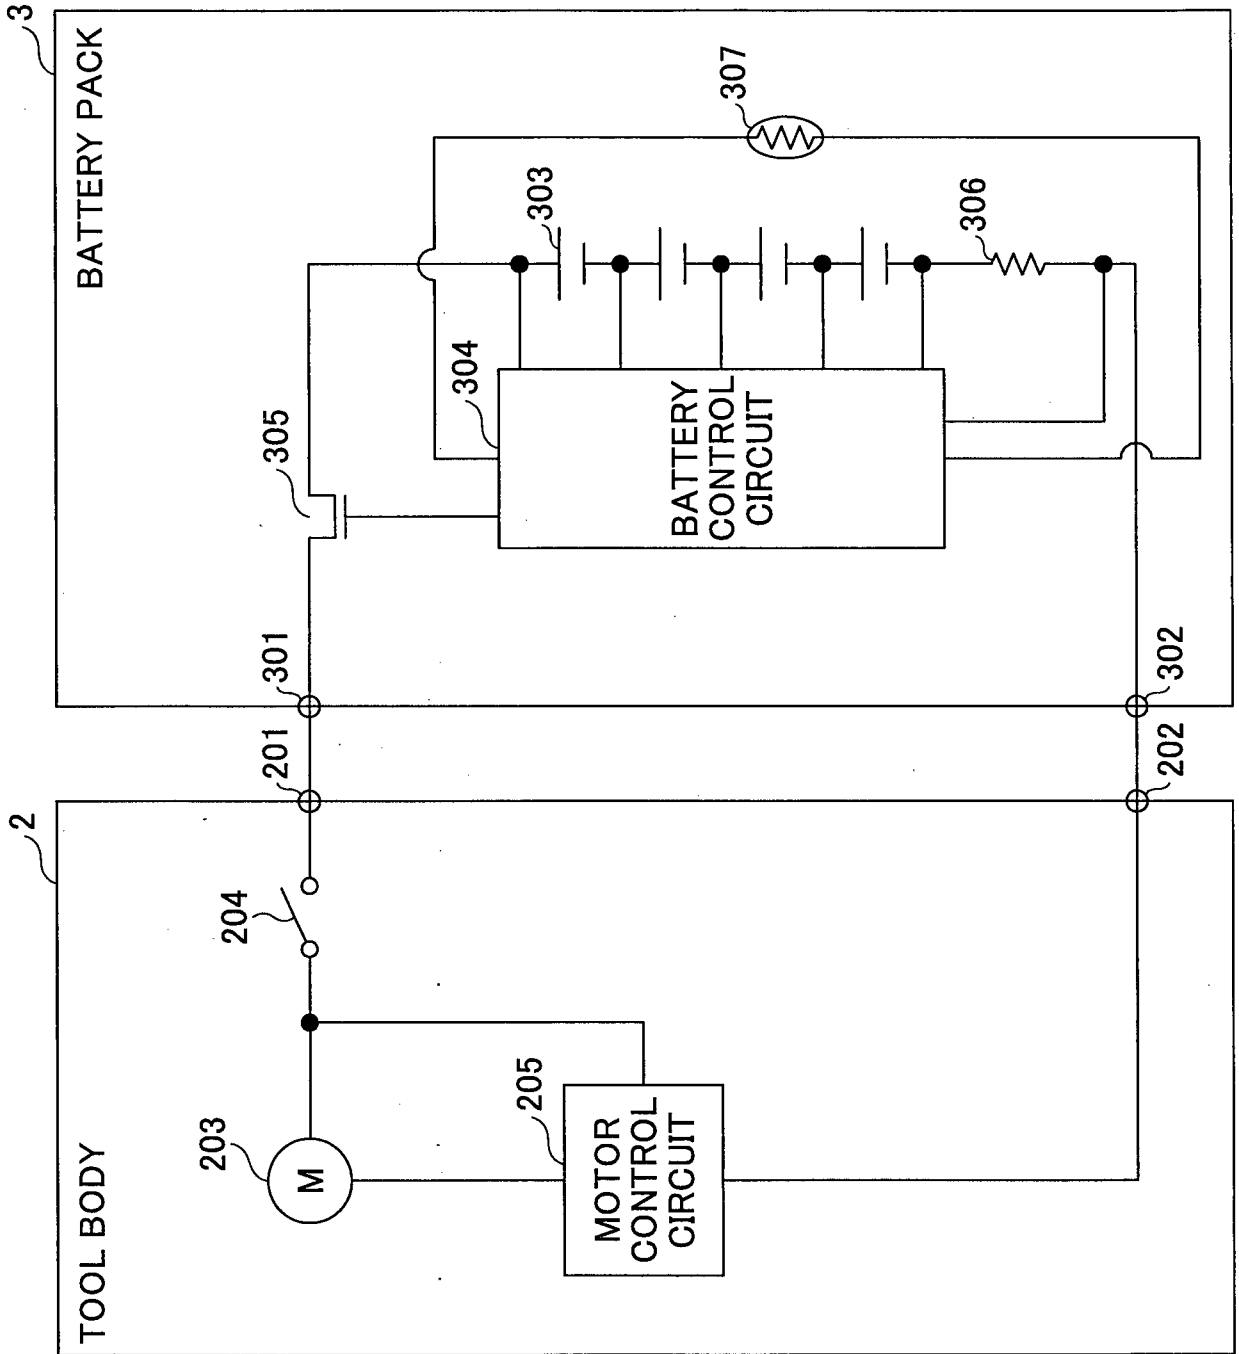 2
TOOL BODY
203
M
204
205
MOTOR
CONTROL
CIRCUIT
201
202
3
BATTERY PACK
301
302
305
304
BATTERY
CONTROL
CIRCUIT
303
306
307